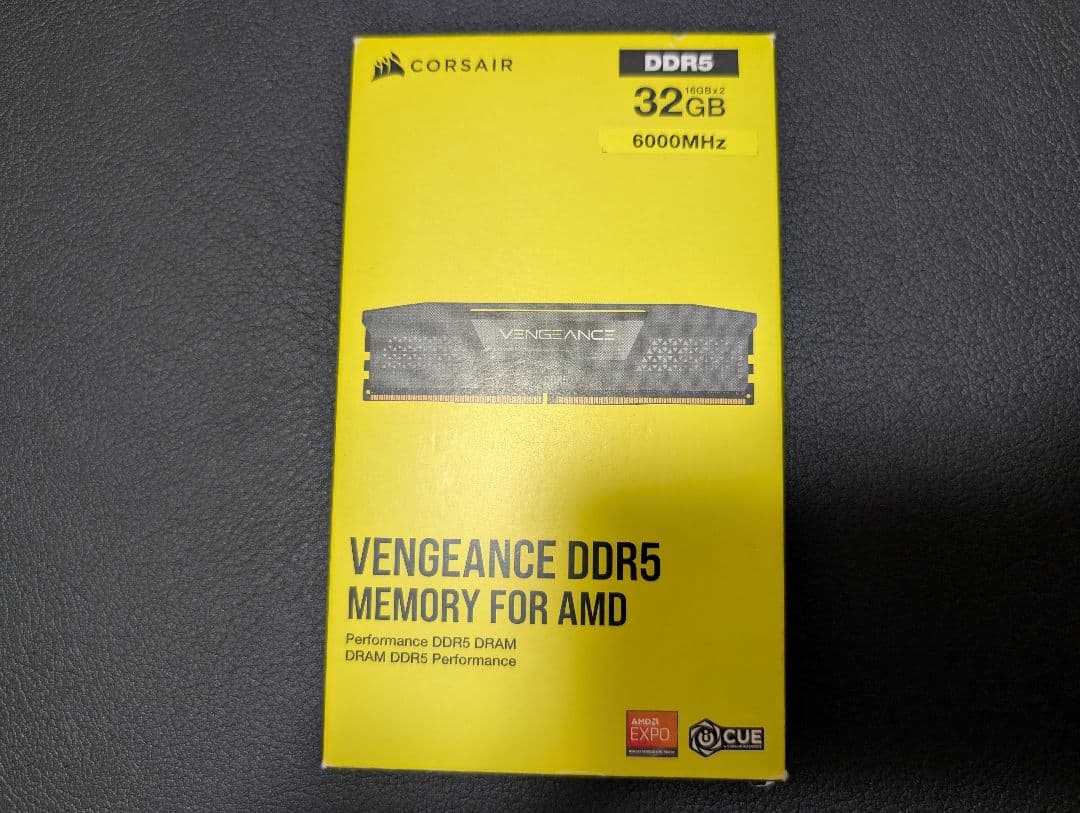 CORSAIR
DDR5
16GBx2
32GB
6000MHz
VENGEANCE
VENGEANCE DDR5
MEMORY FOR AMD
Performance DDR5 DRAM
DRAM DDR5 Performance
AMD
EXPO
iCUE